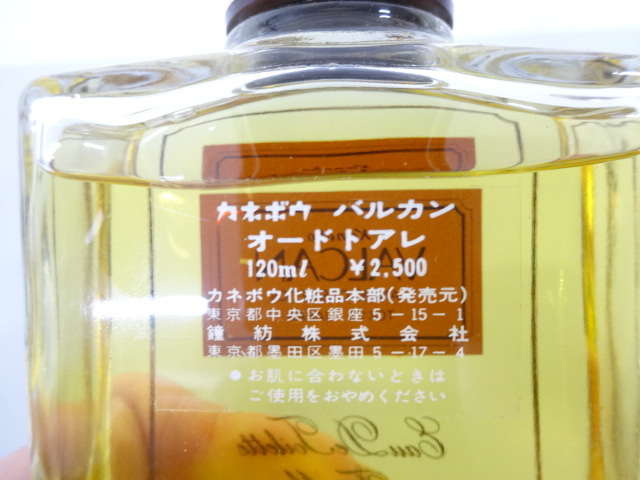 カネボウ バルカン
オードトアレ
120ml ¥2,500
カネボウ化粧品本部(発売元)
東京都中央区銀座5-15-1
鐘紡株式会社
東京都墨田区墨田5-17-4
●お肌に合わないときは
ご使用をおやめください
Eau De Toilette